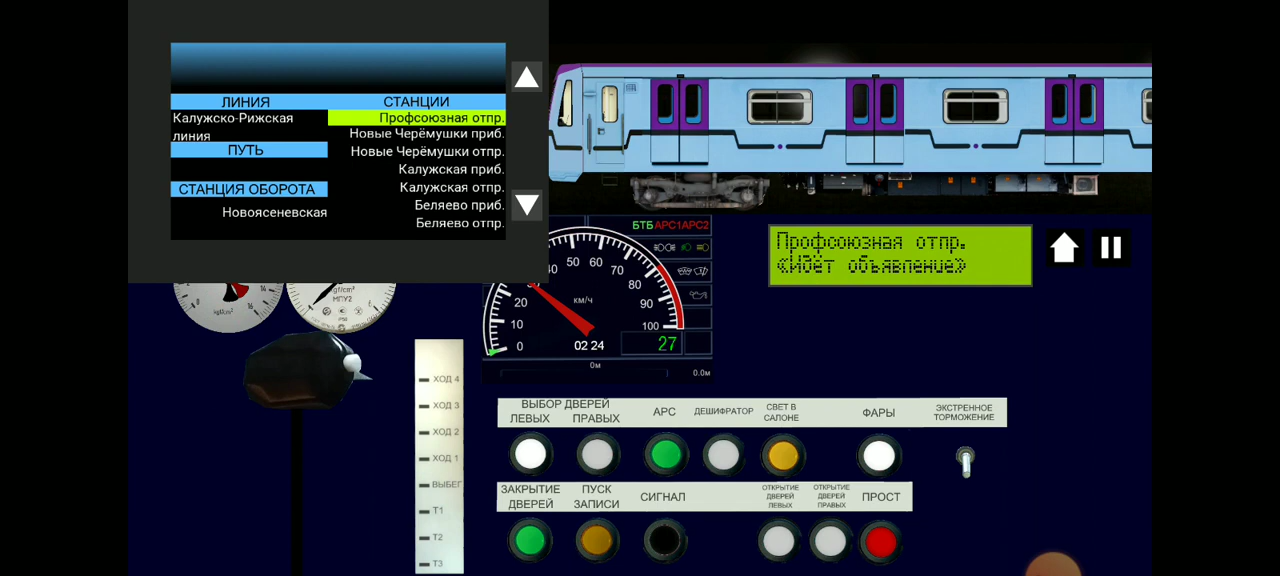 ЛИНИЯ
Калужско-Рижская
линия
ПУТЬ
СТАНЦИЯ ОБОРОТА
Новоясеневская
СТАНЦИИ
Профсоюзная отпр.
Новые Черёмушки приб.
Новые Черёмушки отпр.
Калужская приб.
Калужская отпр.
Беляево приб.
Беляево отпр.
БТБ АРС1 АРС2
Профсоюзная отпр.
«Идёт объявление»
kgf/cm²
16
kgf/cm²
МПУ2
0 10 20 30 40 50 60 70 80 90 100
км/ч
02 24
27
0м
0.0м
ХОД 4
ХОД 3
ХОД 2
ХОД 1
ВЫБЕГ
Т1
Т2
Т3
ВЫБОР ДВЕРЕЙ
ЛЕВЫХ ПРАВЫХ
АРС
ДЕШИФРАТОР
СВЕТ В
САЛОНЕ
ФАРЫ
ЭКСТРЕННОЕ
ТОРМОЖЕНИЕ
ЗАКРЫТИЕ
ДВЕРЕЙ
ПУСК
ЗАПИСИ
СИГНАЛ
ОТКРЫТИЕ
ДВЕРЕЙ
ЛЕВЫХ
ОТКРЫТИЕ
ДВЕРЕЙ
ПРАВЫХ
ПРОСТ